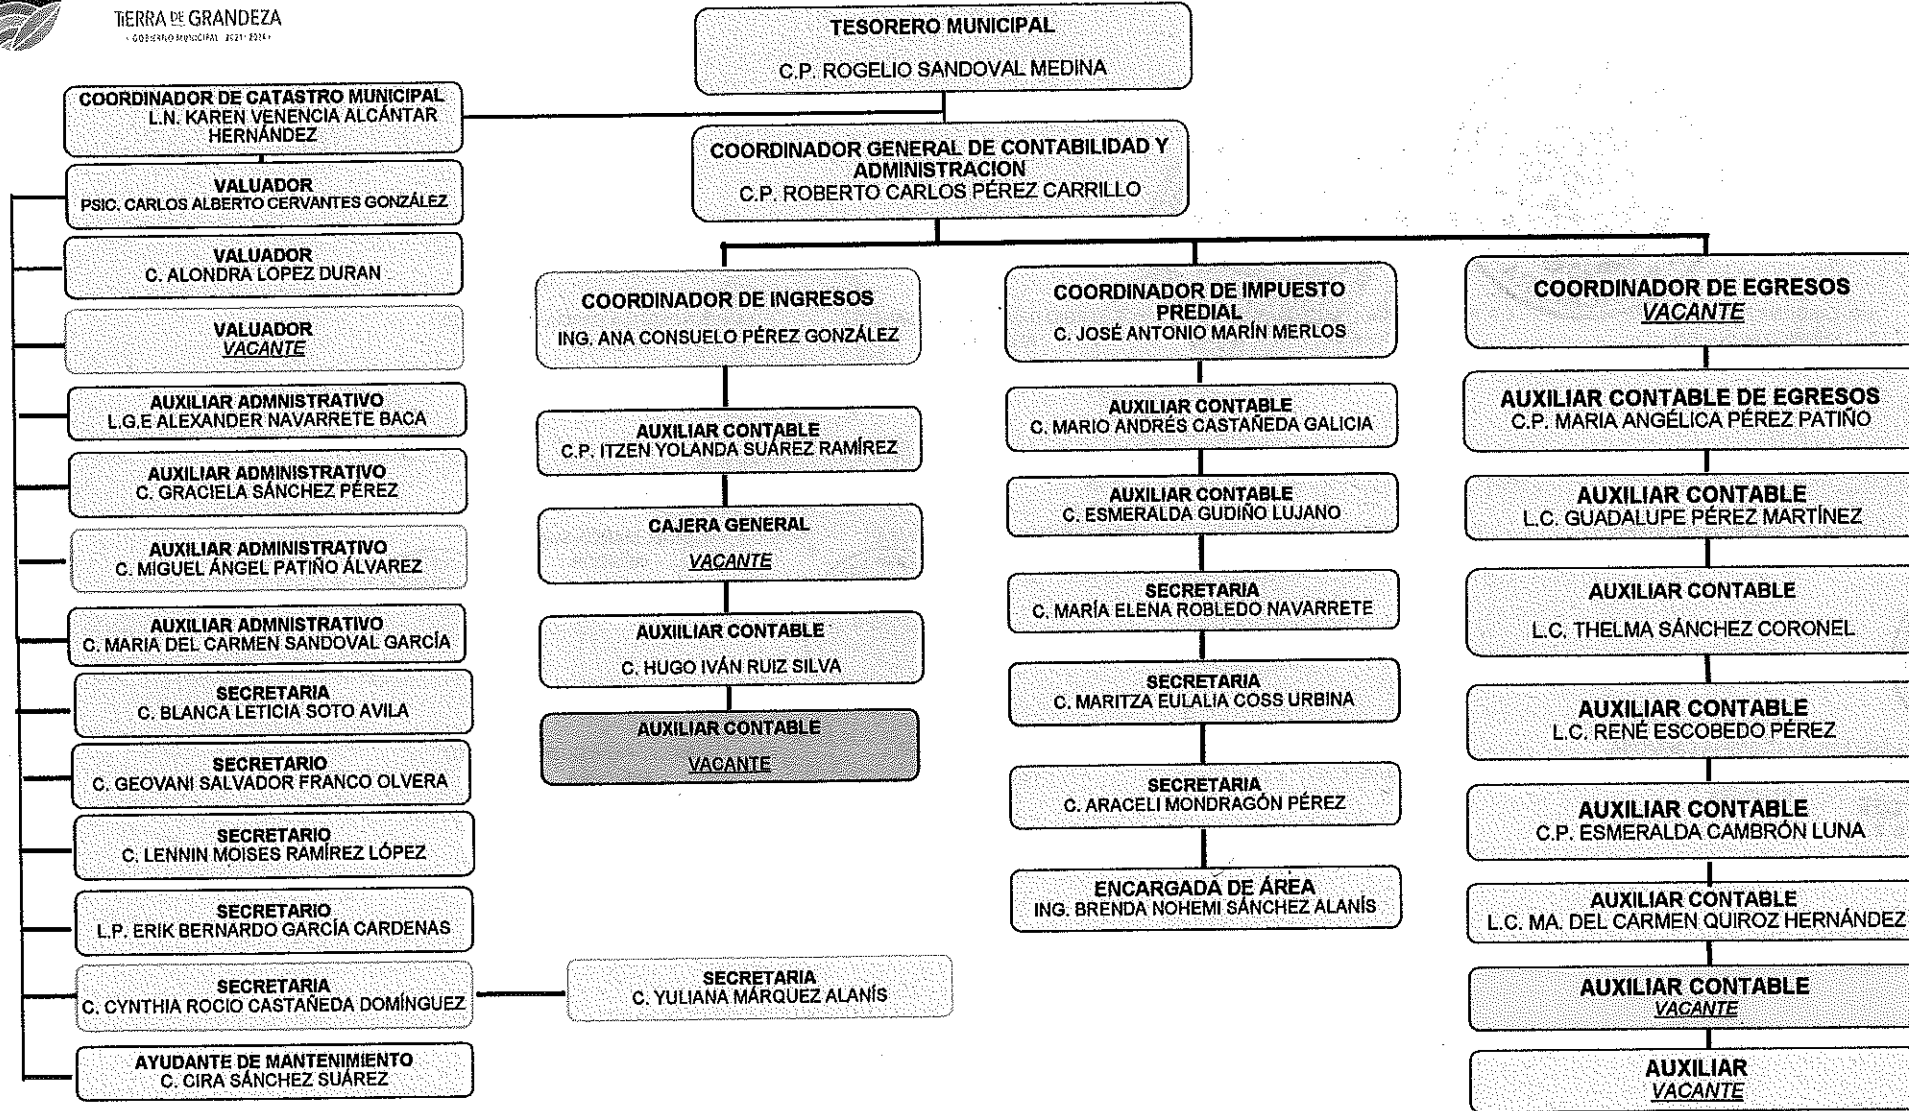 TIERRA DE GRANDEZA
TESORERO MUNICIPAL
C.P. ROGELIO SANDOVAL MEDINA
COORDINADOR DE CATASTRO MUNICIPAL
L.N. KAREN VENENCIA ALCÁNTAR
HERNÁNDEZ
COORDINADOR GENERAL DE CONTABILIDAD Y
ADMINISTRACION
C.P. ROBERTO CARLOS PÉREZ CARRILLO
VALUADOR
PSIC. CARLOS ALBERTO CERVANTES GONZÁLEZ
VALUADOR
C. ALONDRA LOPEZ DURAN
VALUADOR
VACANTE
AUXILIAR ADMNISTRATIVO
L.G.E ALEXANDER NAVARRETE BACA
AUXILIAR ADMINISTRATIVO
C. GRACIELA SÁNCHEZ PÉREZ
AUXILIAR ADMINISTRATIVO
C. MIGUEL ÁNGEL PATIÑO ÁLVAREZ
AUXILIAR ADMNISTRATIVO
C. MARIA DEL CARMEN SANDOVAL GARCÍA
SECRETARIA
C. BLANCA LETICIA SOTO AVILA
SECRETARIO
C. GEOVANI SALVADOR FRANCO OLVERA
SECRETARIO
C. LENNIN MOISES RAMÍREZ LÓPEZ
SECRETARIO
L.P. ERIK BERNARDO GARCÍA CARDENAS
SECRETARIA
C. CYNTHIA ROCIO CASTAÑEDA DOMÍNGUEZ
SECRETARIA
C. YULIANA MÁRQUEZ ALANÍS
AYUDANTE DE MANTENIMIENTO
C. CIRA SÁNCHEZ SUÁREZ
COORDINADOR DE INGRESOS
ING. ANA CONSUELO PÉREZ GONZÁLEZ
AUXILIAR CONTABLE
C.P. ITZEN YOLANDA SUÁREZ RAMÍREZ
CAJERA GENERAL
VACANTE
AUXIILIAR CONTABLE
C. HUGO IVÁN RUIZ SILVA
AUXILIAR CONTABLE
VACANTE
COORDINADOR DE IMPUESTO
PREDIAL
C. JOSÉ ANTONIO MARÍN MERLOS
AUXILIAR CONTABLE
C. MARIO ANDRÉS CASTAÑEDA GALICIA
AUXILIAR CONTABLE
C. ESMERALDA GUDIÑO LUJANO
SECRETARIA
C. MARÍA ELENA ROBLEDO NAVARRETE
SECRETARIA
C. MARITZA EULALIA COSS URBINA
SECRETARIA
C. ARACELI MONDRAGÓN PÉREZ
ENCARGADA DE ÁREA
ING. BRENDA NOHEMI SÁNCHEZ ALANÍS
COORDINADOR DE EGRESOS
VACANTE
AUXILIAR CONTABLE DE EGRESOS
C.P. MARIA ANGÉLICA PÉREZ PATIÑO
AUXILIAR CONTABLE
L.C. GUADALUPE PÉREZ MARTÍNEZ
AUXILIAR CONTABLE
L.C. THELMA SÁNCHEZ CORONEL
AUXILIAR CONTABLE
L.C. RENÉ ESCOBEDO PÉREZ
AUXILIAR CONTABLE
C.P. ESMERALDA CAMBRÓN LUNA
AUXILIAR CONTABLE
L.C. MA. DEL CARMEN QUIROZ HERNÁNDEZ
AUXILIAR CONTABLE
VACANTE
AUXILIAR
VACANTE